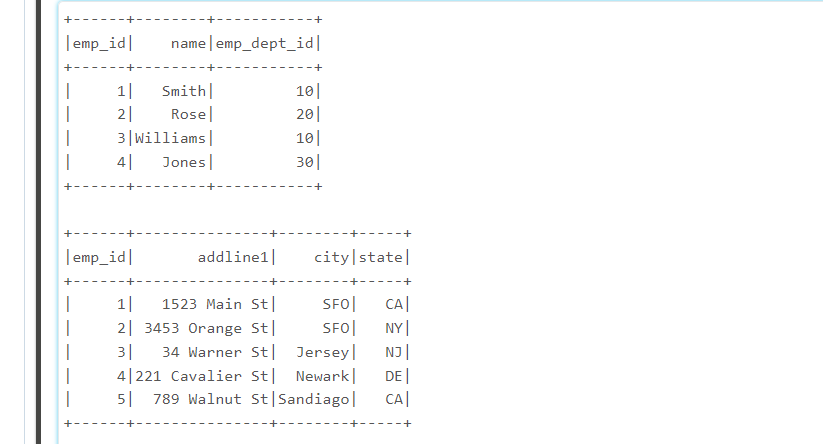 +------+--------+-----------+
|emp_id|    name|emp_dept_id|
+------+--------+-----------+
|     1|   Smith|         10|
|     2|    Rose|         20|
|     3|Williams|         10|
|     4|   Jones|         30|
+------+--------+-----------+
+------+---------------+--------+-----+
|emp_id|       addline1|    city|state|
+------+---------------+--------+-----+
|     1|   1523 Main St|     SFO|   CA|
|     2| 3453 Orange St|     SFO|   NY|
|     3|   34 Warner St|  Jersey|   NJ|
|     4|221 Cavalier St|  Newark|   DE|
|     5|  789 Walnut St|Sandiago|   CA|
+------+---------------+--------+-----+